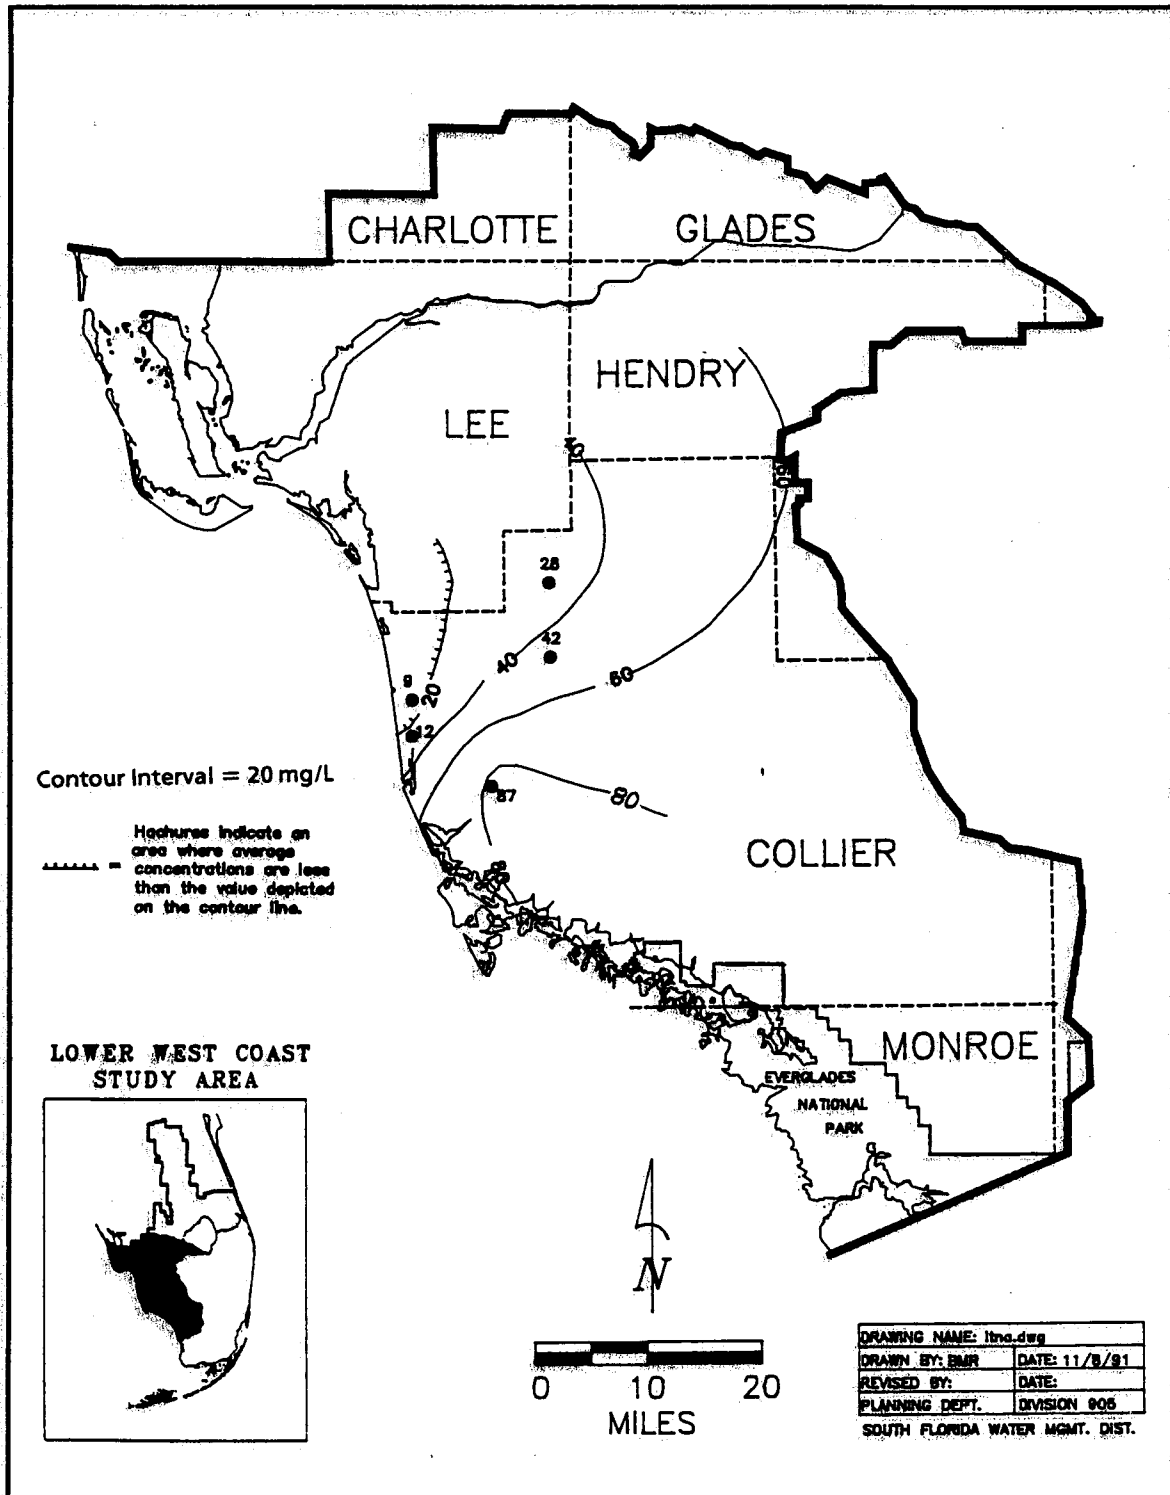 CHARLOTTE
GLADES
HENDRY
LEE
40
60
28
42
40
60
9
20
12
Contour Interval = 20 mg/L
87
80
Hachures indicate an
area where average
= concentrations are less
than the value depicted
on the contour line.
COLLIER
MONROE
EVERGLADES
NATIONAL
PARK
LOWER WEST COAST
STUDY AREA
N
0 10 20
MILES
DRAWING NAME: ltna.dwg
DRAWN BY: BMR DATE: 11/8/91
REVISED BY: DATE:
PLANNING DEPT. DIVISION 905
SOUTH FLORIDA WATER MGMT. DIST.